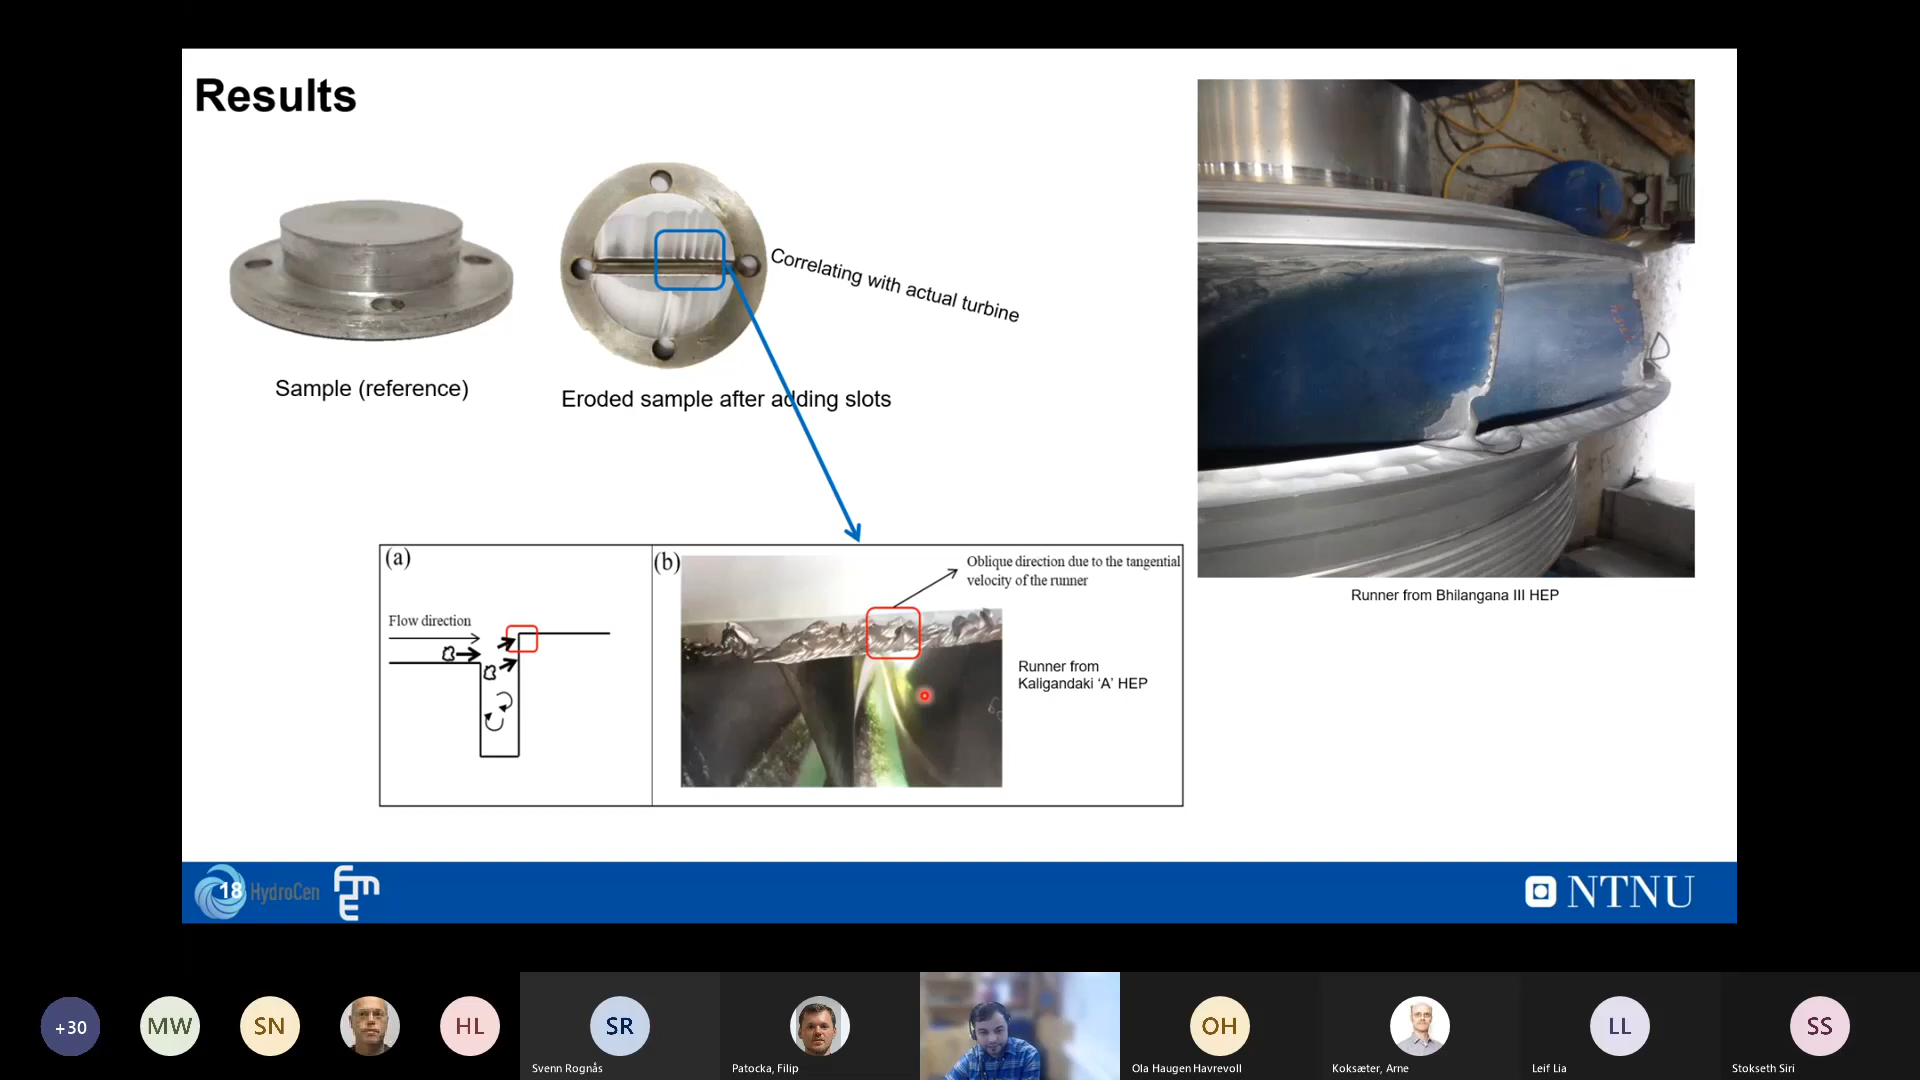 Results
Correlating with actual turbine
Sample (reference)
Eroded sample after adding slots
Runner from Bhilangana III HEP
(a)
Flow direction
(b)
Oblique direction due to the tangential
velocity of the runner
Runner from
Kaligandaki ‘A’ HEP
18
HydroCen
FME
NTNU
+30
MW
SN
HL
SR
OH
LL
SS
Svenn Rognås
Patocka, Filip
Ola Haugen Havrevoll
Koksæter, Arne
Leif Lia
Stokseth Siri